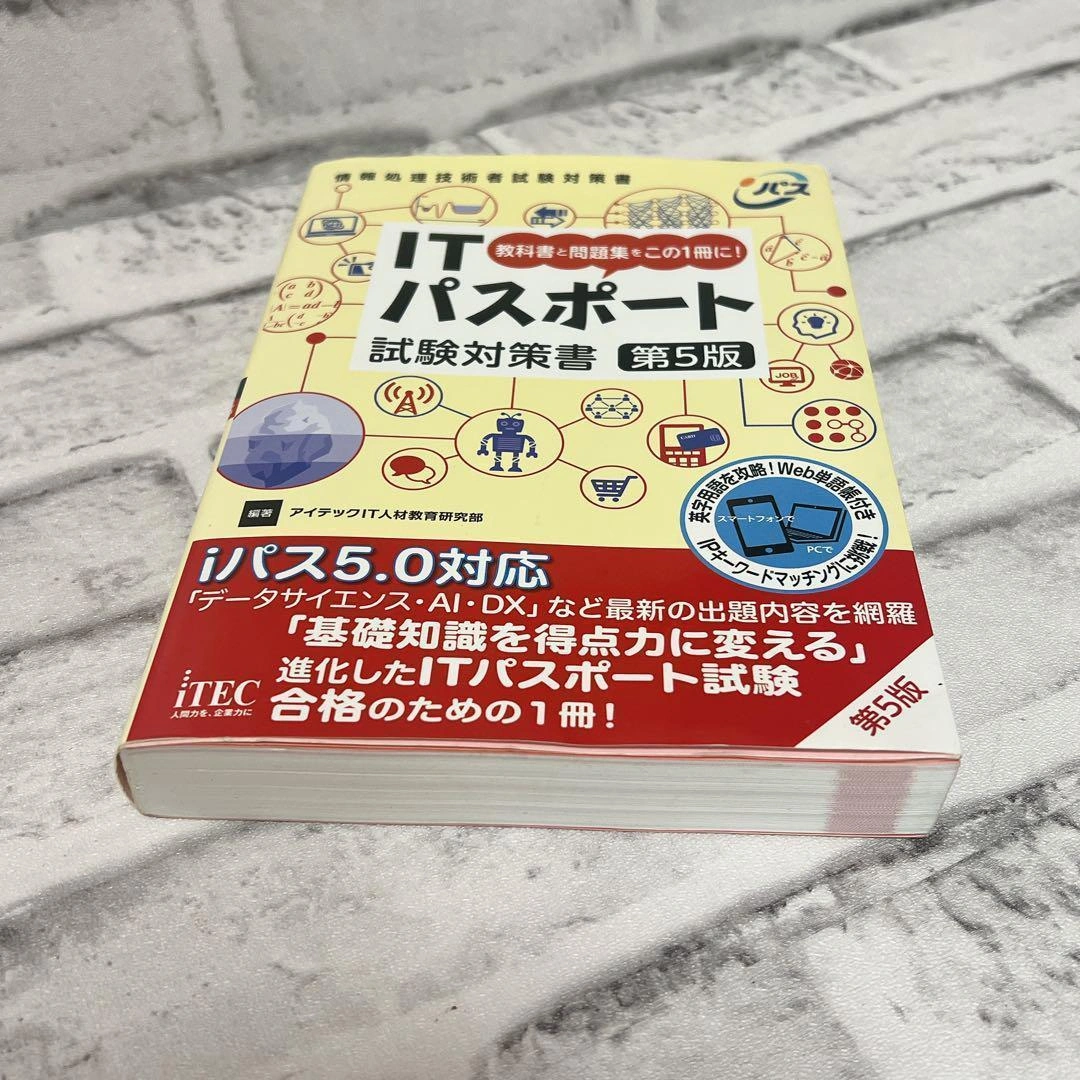 情報処理技術者試験対策書
iパス
教科書と問題集をこの1冊に！
IT
パスポート
試験対策書 第5版
a b
c d
|A|=ad-b
JOB
CARD
英字用語を攻略！Web単語帳付き
スマートフォンで
PCで
IPキーワードマッチングに挑戦！
編著 アイテックIT人材教育研究部
iパス5.0対応
「データサイエンス・AI・DX」など最新の出題内容を網羅
「基礎知識を得点力に変える」
進化したITパスポート試験
合格のための1冊！
iTEC
人間力を、企業力に
第5版